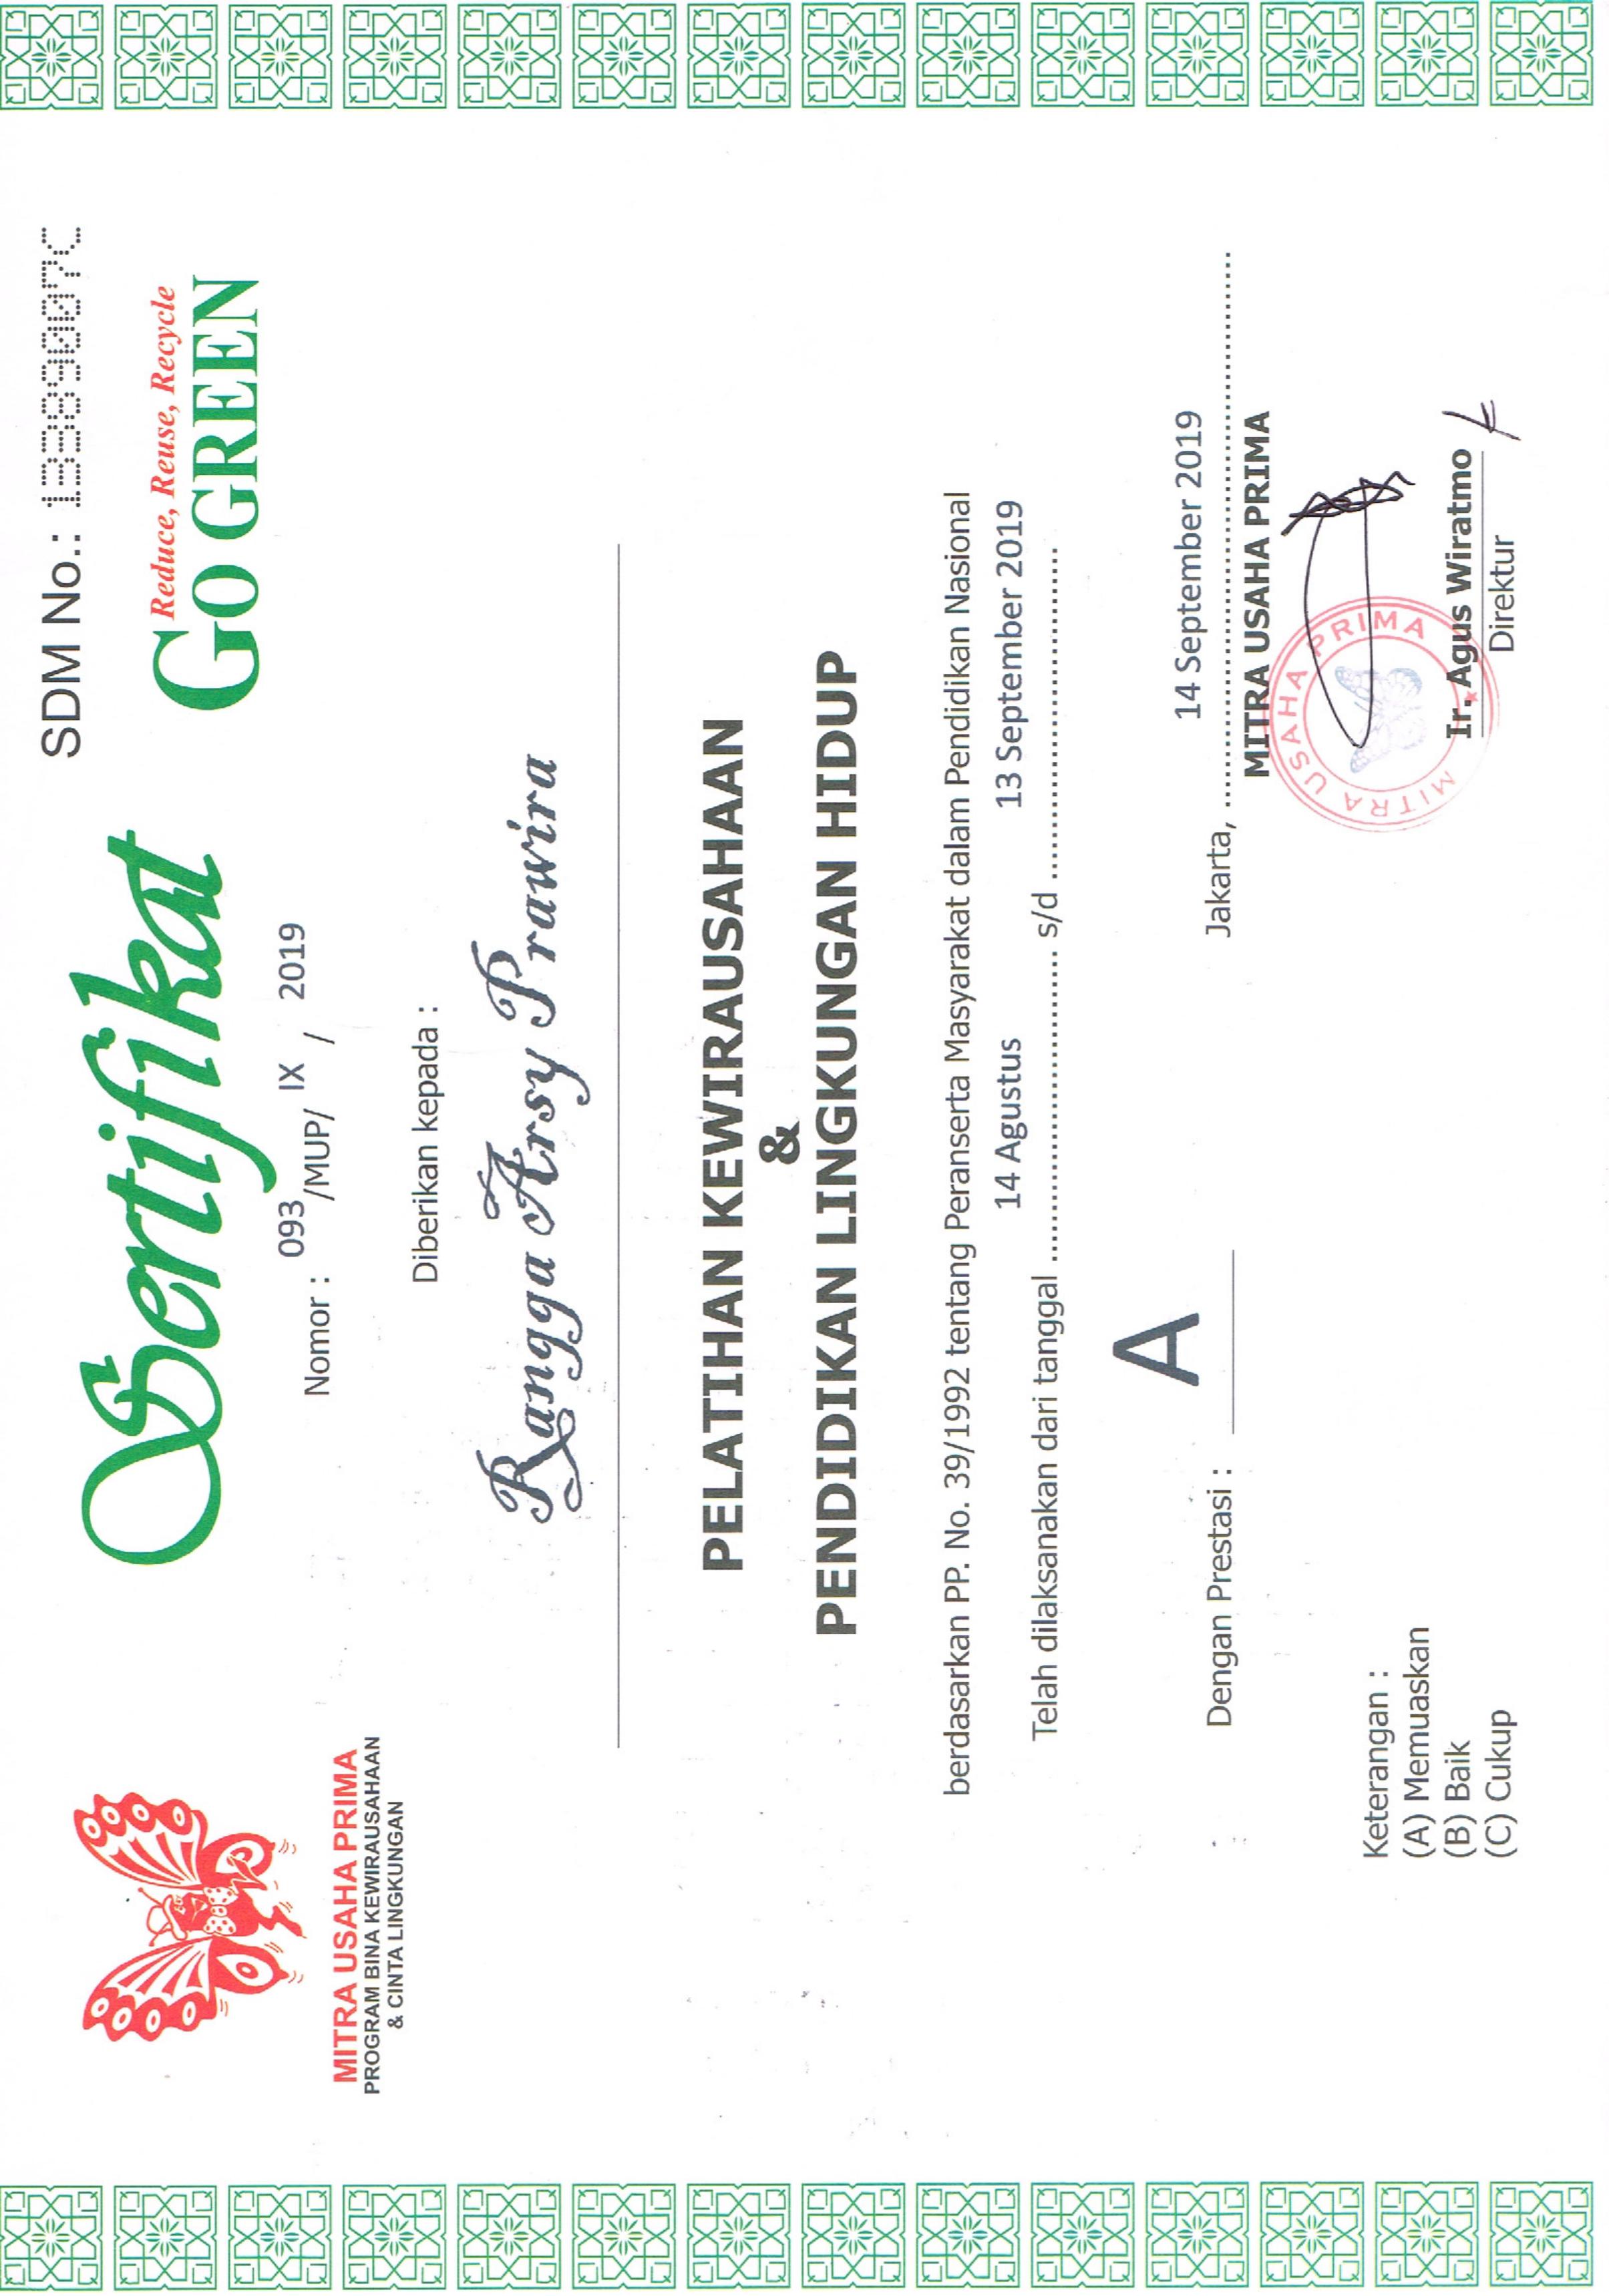 SDM No.: 13389007C
Sertifikat
Reduce, Reuse, Recycle
GO GREEN
Nomor : 093/MUP/ IX / 2019
MITRA USAHA PRIMA
PROGRAM BINA KEWIRAUSAHAAN
& CINTA LINGKUNGAN
Diberikan kepada :
Rangga Arsy Prawira
PELATIHAN KEWIRAUSAHAAN
&
PENDIDIKAN LINGKUNGAN HIDUP
berdasarkan PP. No. 39/1992 tentang Peranserta Masyarakat dalam Pendidikan Nasional
Telah dilaksanakan dari tanggal 14 Agustus s/d 13 September 2019
Dengan Prestasi : A
Jakarta, 14 September 2019
MITRA USAHA PRIMA
MITRA USAHA PRIMA
Ir. Agus Wiratmo
Direktur
Keterangan :
(A) Memuaskan
(B) Baik
(C) Cukup